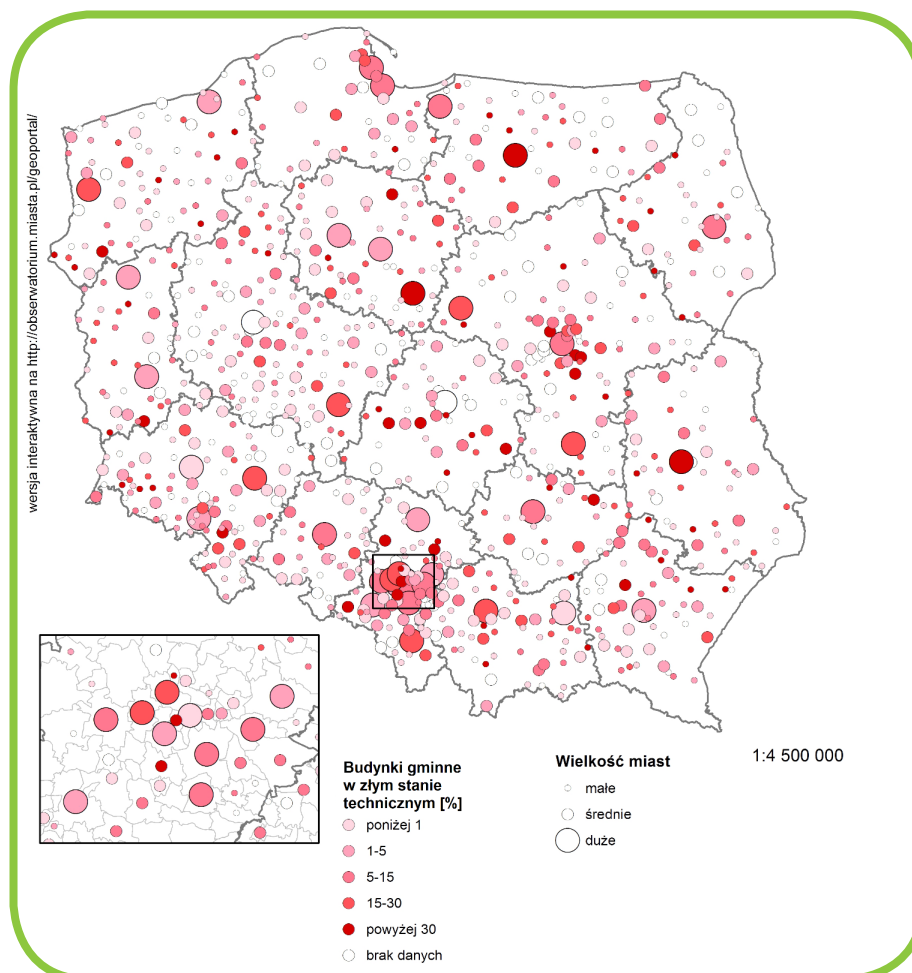 wersja interaktywna na http://obserwatorium.miasta.pl/geoportal/
Budynki gminne
w złym stanie
technicznym [%]
poniżej 1
1-5
5-15
15-30
powyżej 30
brak danych
Wielkość miast
małe
średnie
duże
1:4 500 000